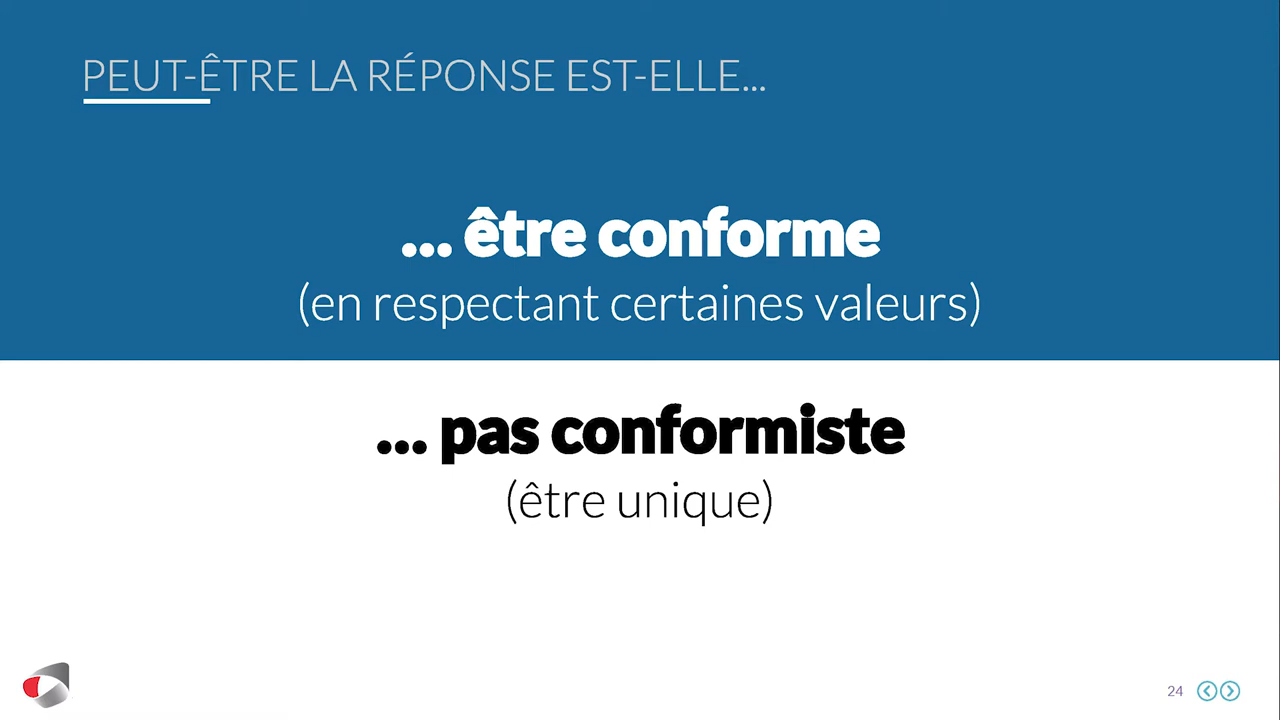 PEUT-ÊTRE LA RÉPONSE EST-ELLE...
... être conforme
(en respectant certaines valeurs)
... pas conformiste
(être unique)
24